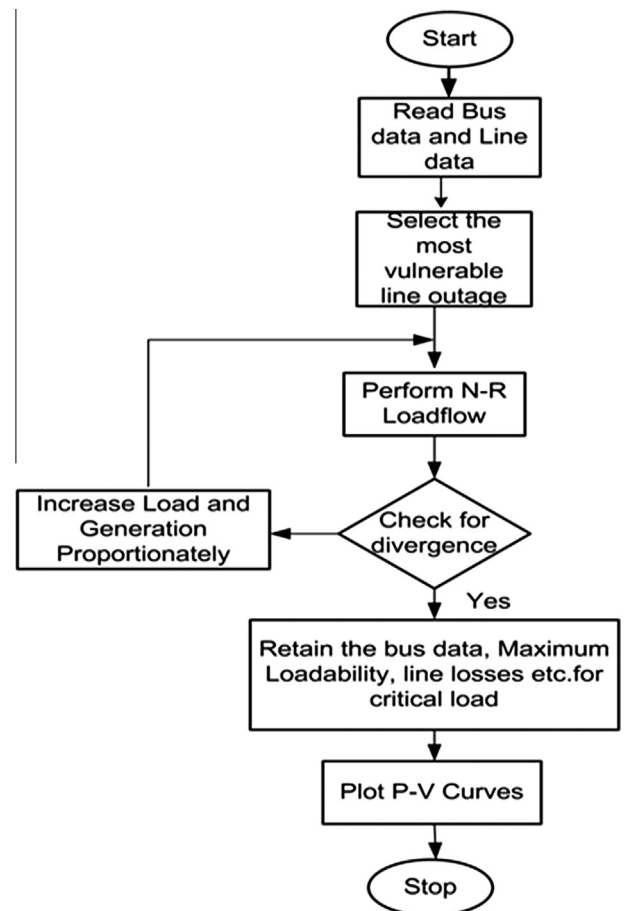 Start
Read Bus
data and Line
data
Select the
most
vulnerable
line outage
Perform N-R
Loadflow
Check for
divergence
Increase Load and
Generation
Proportionately
Yes
Retain the bus data, Maximum
Loadability, line losses etc.for
critical load
Plot P-V Curves
Stop